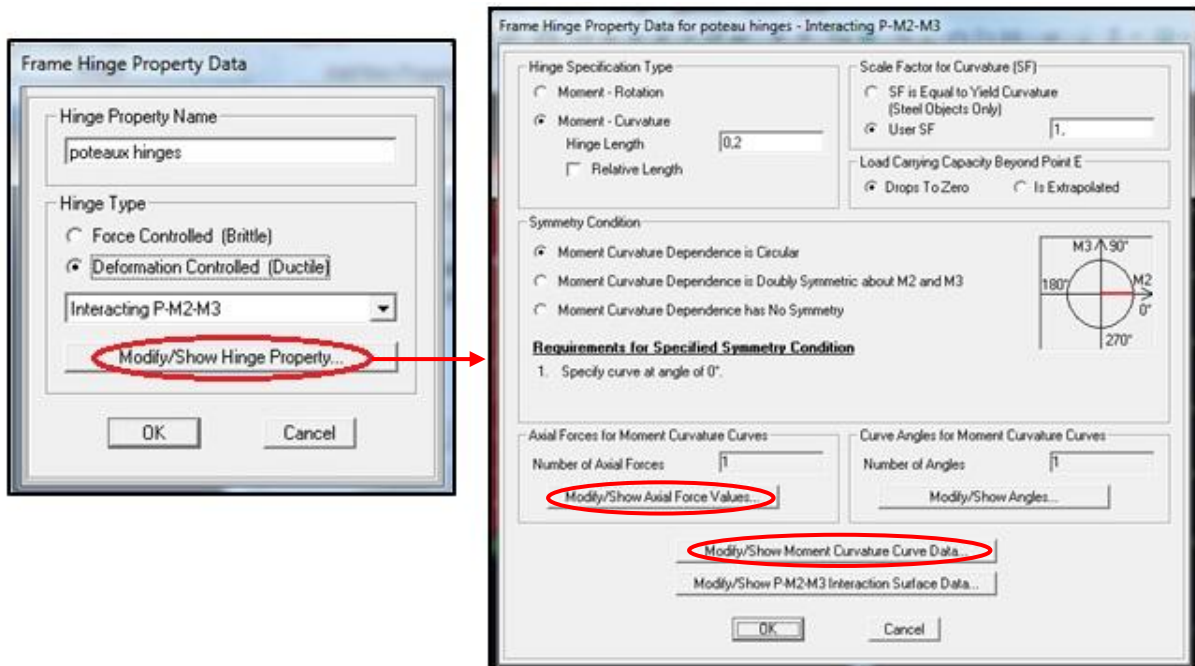 Frame Hinge Property Data
Hinge Property Name
poteaux hinges
Hinge Type
Force Controlled (Brittle)
Deformation Controlled (Ductile)
Interacting P-M2-M3
Modify/Show Hinge Property...
OK
Cancel
Frame Hinge Property Data for poteau hinges - Interacting P-M2-M3
Hinge Specification Type
Moment - Rotation
Moment - Curvature
Hinge Length
0,2
Relative Length
Scale Factor for Curvature (SF)
SF is Equal to Yield Curvature
(Steel Objects Only)
User SF
1,
Load Carrying Capacity Beyond Point E
Drops To Zero
Is Extrapolated
Symmetry Condition
Moment Curvature Dependence is Circular
Moment Curvature Dependence is Doubly Symmetric about M2 and M3
Moment Curvature Dependence has No Symmetry
M3
90°
180°
M2
0°
270°
Requirements for Specified Symmetry Condition
1. Specify curve at angle of 0°.
Axial Forces for Moment Curvature Curves
Number of Axial Forces
1
Modify/Show Axial Force Values...
Curve Angles for Moment Curvature Curves
Number of Angles
1
Modify/Show Angles...
Modify/Show Moment Curvature Curve Data...
Modify/Show P-M2-M3 Interaction Surface Data...
OK
Cancel